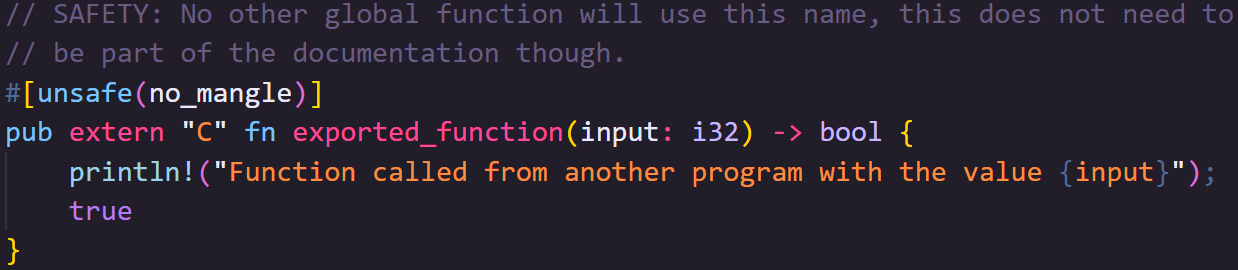 // SAFETY: No other global function will use this name, this does not need to
// be part of the documentation though.
#[unsafe(no_mangle)]
pub extern "C" fn exported_function(input: i32) -> bool {
    println!("Function called from another program with the value {input}");
    true
}